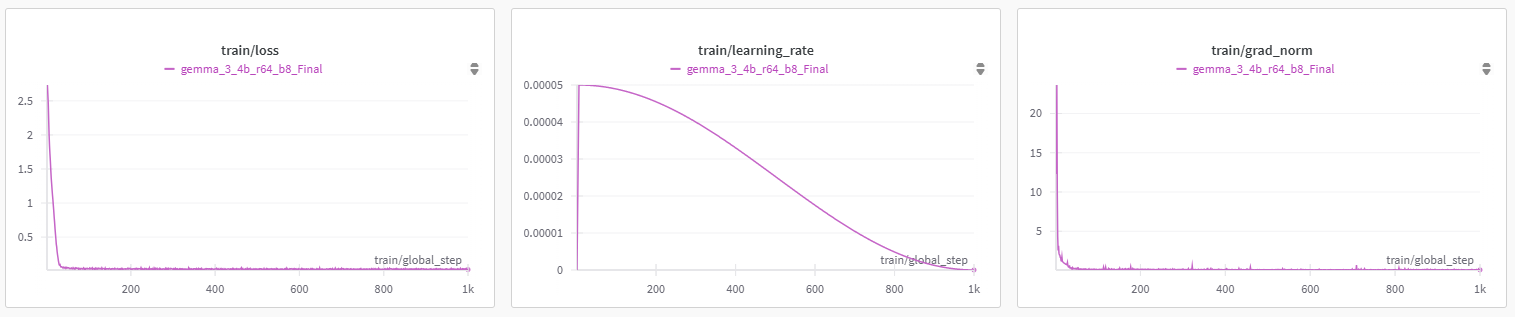 train/loss
gemma_3_4b_r64_b8_Final
2.5
2
1.5
1
0.5
train/global_step
200 400 600 800 1k
train/learning_rate
gemma_3_4b_r64_b8_Final
0.00005
0.00004
0.00003
0.00002
0.00001
0
train/global_step
200 400 600 800 1k
train/grad_norm
gemma_3_4b_r64_b8_Final
20
15
10
5
train/global_step
200 400 600 800 1k